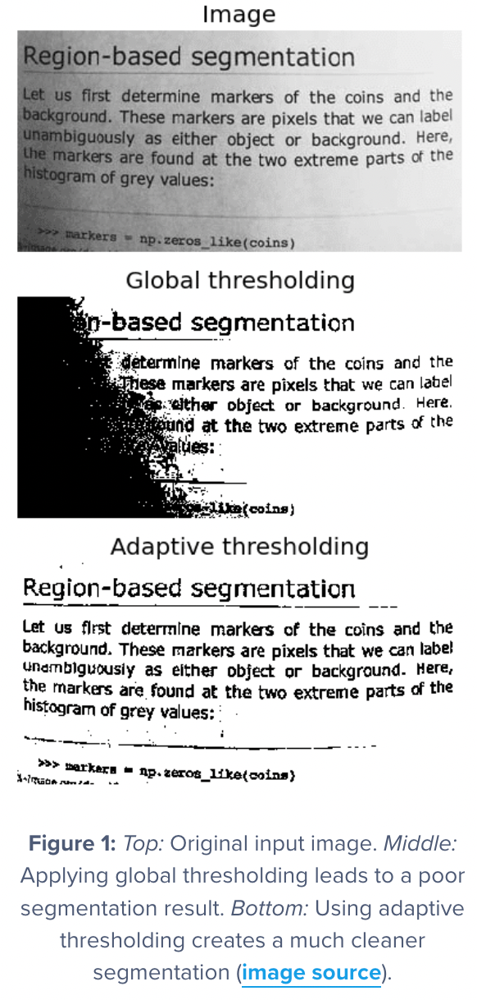 Image
Region-based segmentation
Let us first determine markers of the coins and the
background. These markers are pixels that we can label
unambiguously as either object or background. Here,
the markers are found at the two extreme parts of the
histogram of grey values:
>>> markers = np.zeros_like(coins)
Global thresholding
n-based segmentation
determine markers of the coins and the
These markers are pixels that we can label
as either object or background. Here.
found at the two extreme parts of the
values:
like(coins)
Adaptive thresholding
Region-based segmentation
Let us first determine markers of the coins and the
background. These markers are pixels that we can label
unambiguously as either object or background. Here,
the markers are found at the two extreme parts of the
histogram of grey values:
>>> markers = np.zeros_like(coins)
Figure 1: Top: Original input image. Middle:
Applying global thresholding leads to a poor
segmentation result. Bottom: Using adaptive
thresholding creates a much cleaner
segmentation (image source).